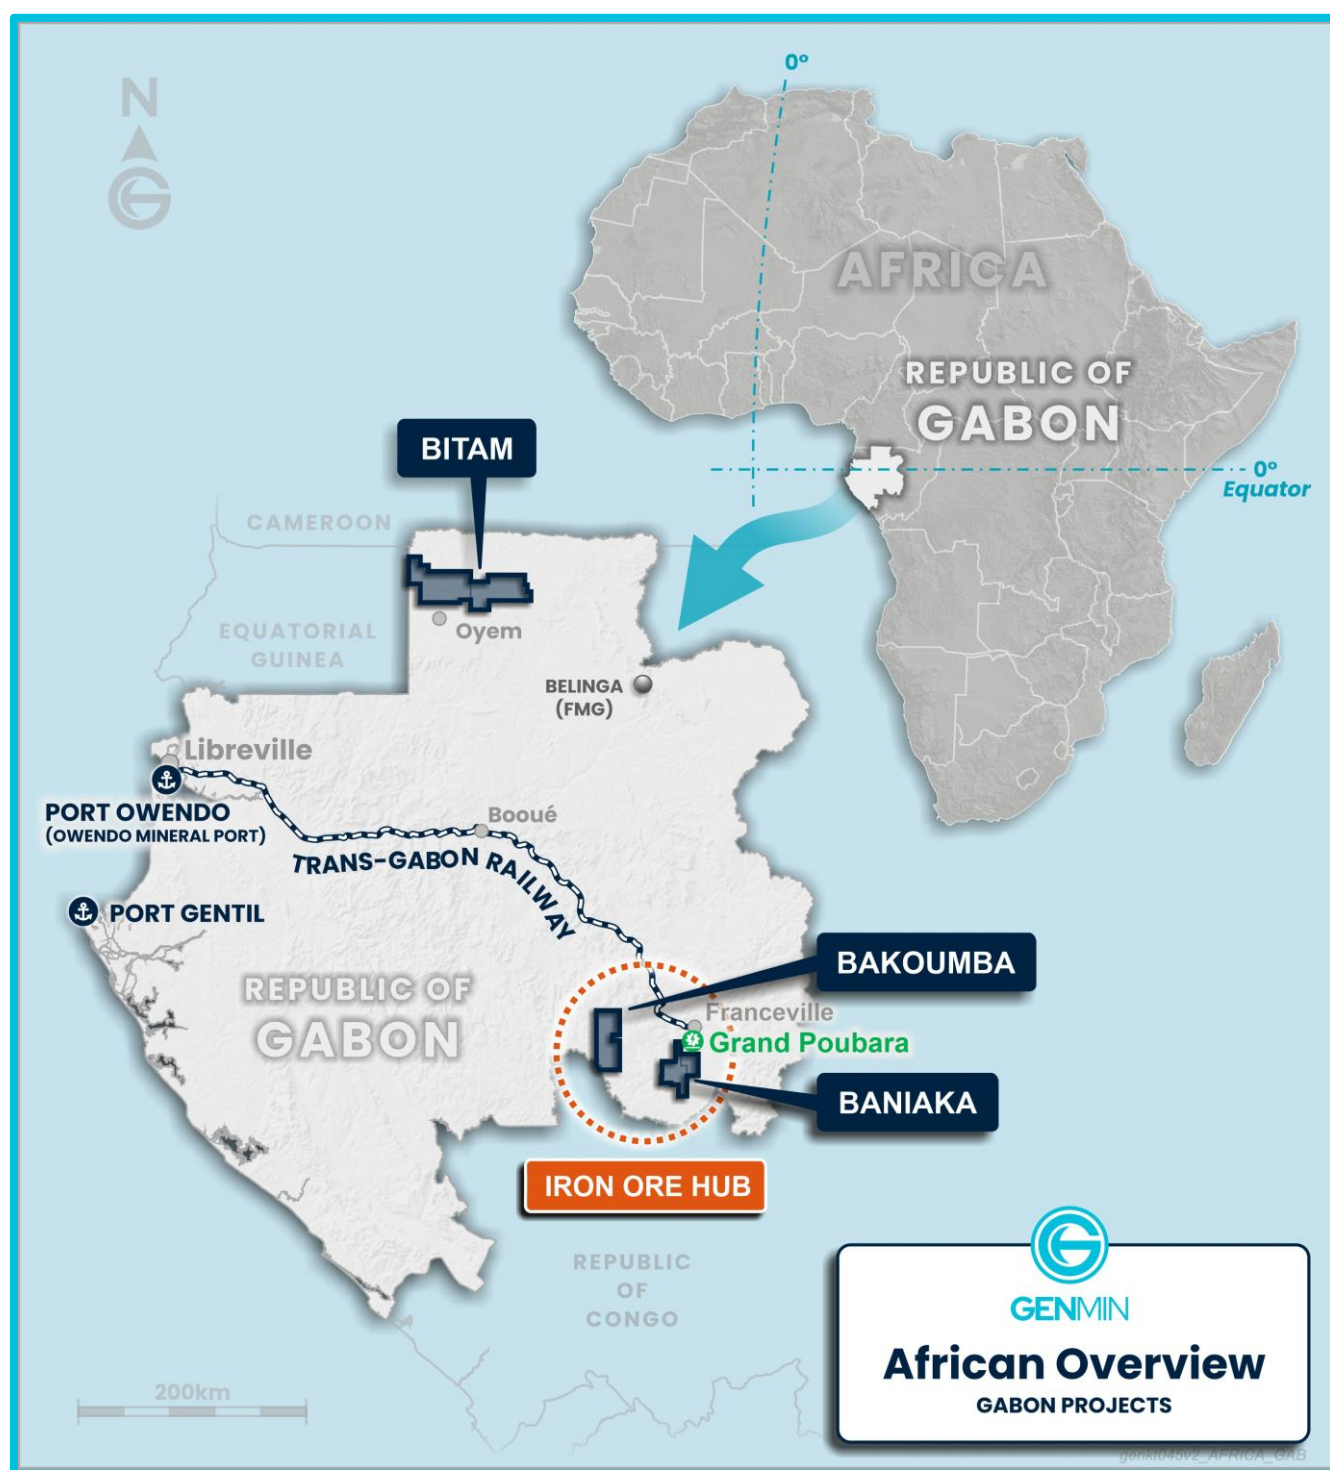 N
0°
AFRICA
REPUBLIC OF
GABON
0°
Equator
BITAM
CAMEROON
EQUATORIAL
GUINEA
Oyem
BELINGA
(FMG)
Libreville
PORT OWENDO
(OWENDO MINERAL PORT)
Booué
TRANS-GABON RAILWAY
PORT GENTIL
BAKOUMBA
REPUBLIC OF
GABON
Franceville
Grand Poubara
BANIAKA
IRON ORE HUB
REPUBLIC
OF
CONGO
GENMIN
African Overview
GABON PROJECTS
200km
genkt045v2_AFRICA_GAB